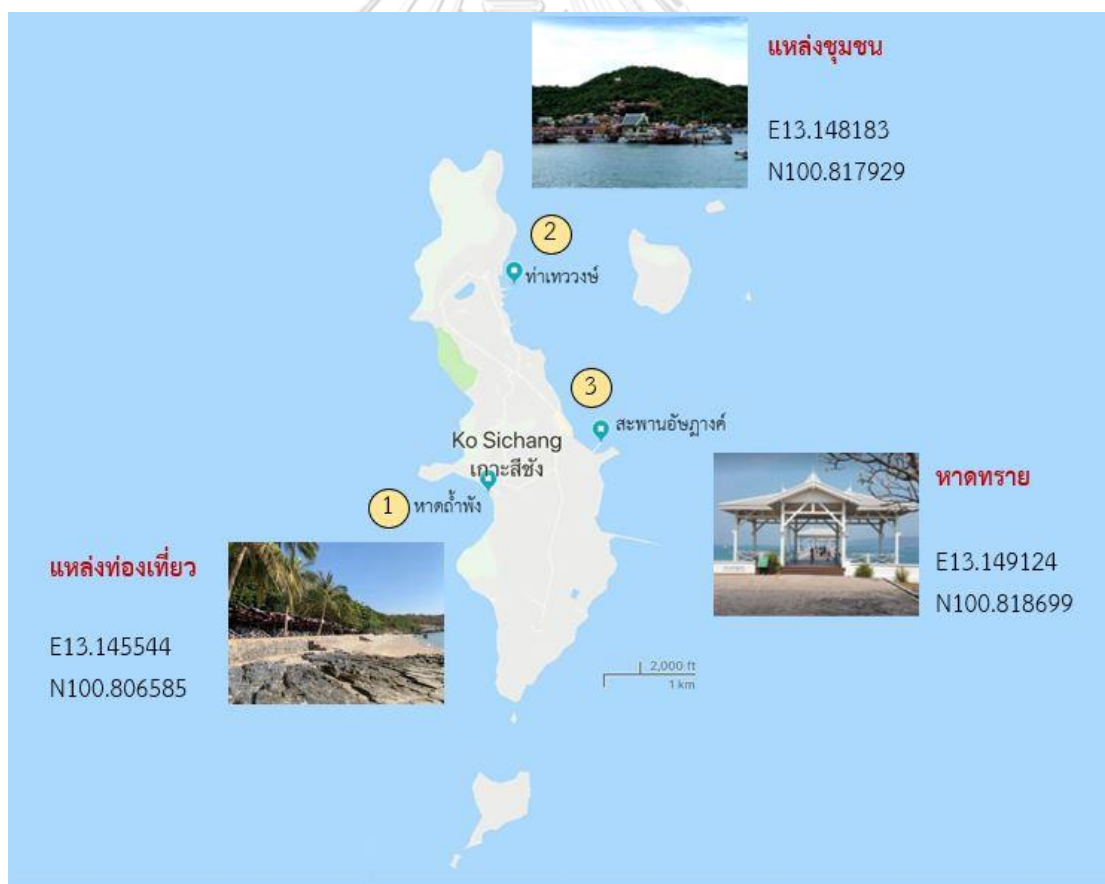 แหล่งชุมชน
E13.148183
N100.817929
2
ท่าเทววงษ์
3
สะพานอัษฎางค์
Ko Sichang
เกาะสีชัง
1
หาดถ้ำพัง
หาดทราย
E13.149124
N100.818699
แหล่งท่องเที่ยว
E13.145544
N100.806585
2,000 ft
1 km